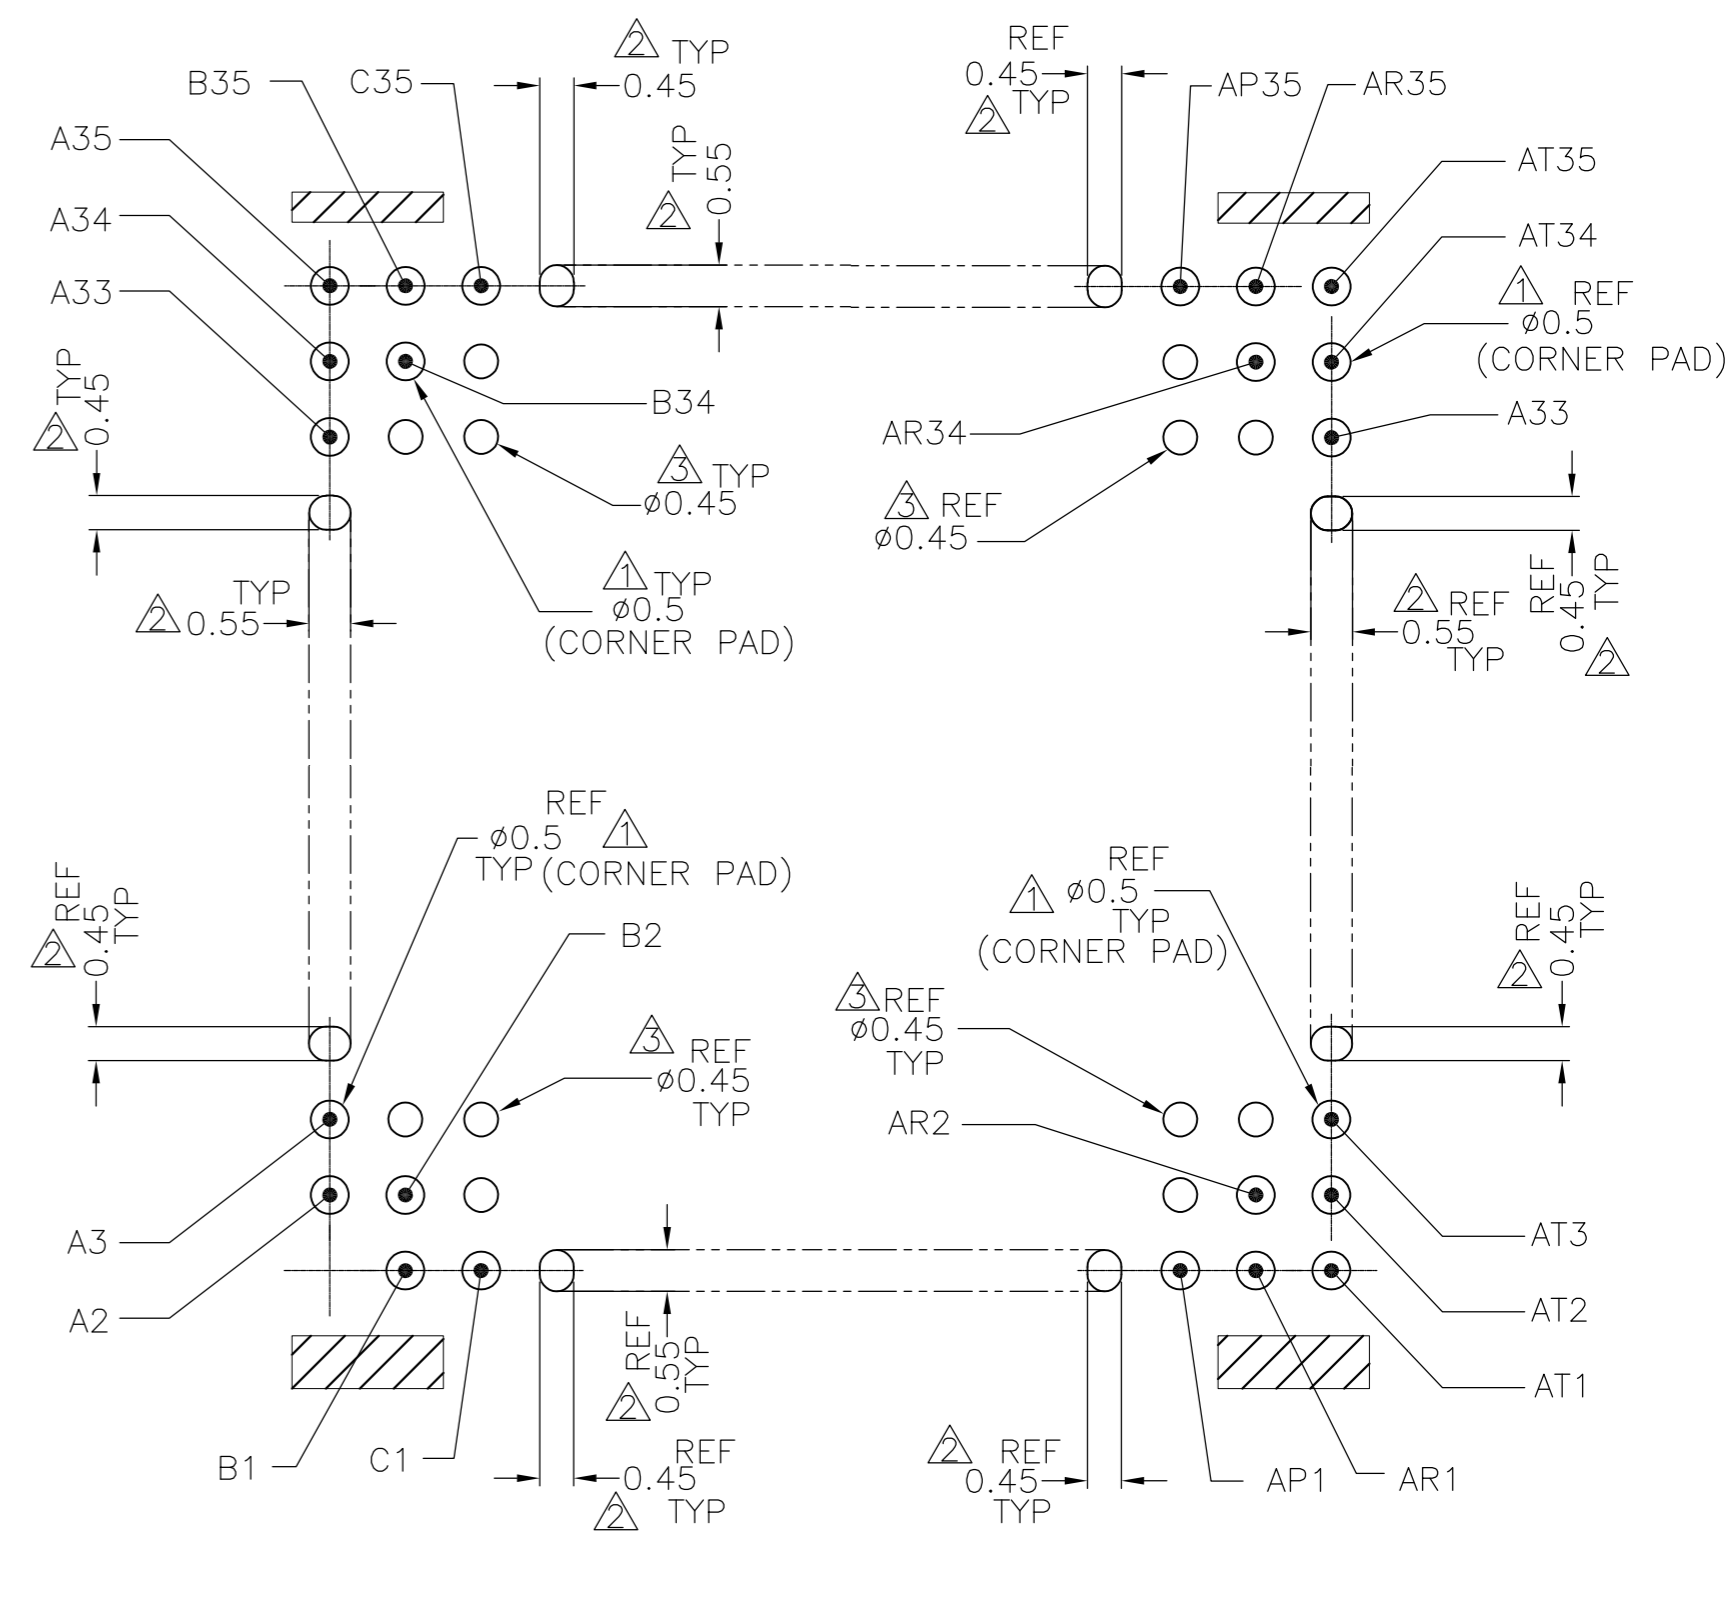 2 TYP
0.45
REF
0.45
TYP
2
B35
C35
AP35
AR35
A35
TYP
0.55
2
AT35
A34
AT34
A33
1 REF
ø0.5
(CORNER PAD)
TYP
0.45
2
B34
AR34
A33
3 TYP
ø0.45
3 REF
ø0.45
1 TYP
ø0.5
(CORNER PAD)
TYP
2 0.55
2 REF
0.55
TYP
REF
0.45
TYP
2
REF
ø0.5 1
TYP (CORNER PAD)
REF
1 ø0.5
TYP
(CORNER PAD)
2 REF
0.45
TYP
2 REF
0.45
TYP
B2
3 REF
ø0.45
TYP
3 REF
ø0.45
TYP
AR2
A3
AT3
A2
AT2
2 REF
0.55
TYP
AT1
B1
C1
REF
0.45
2 TYP
2 REF
0.45
TYP
AP1
AR1